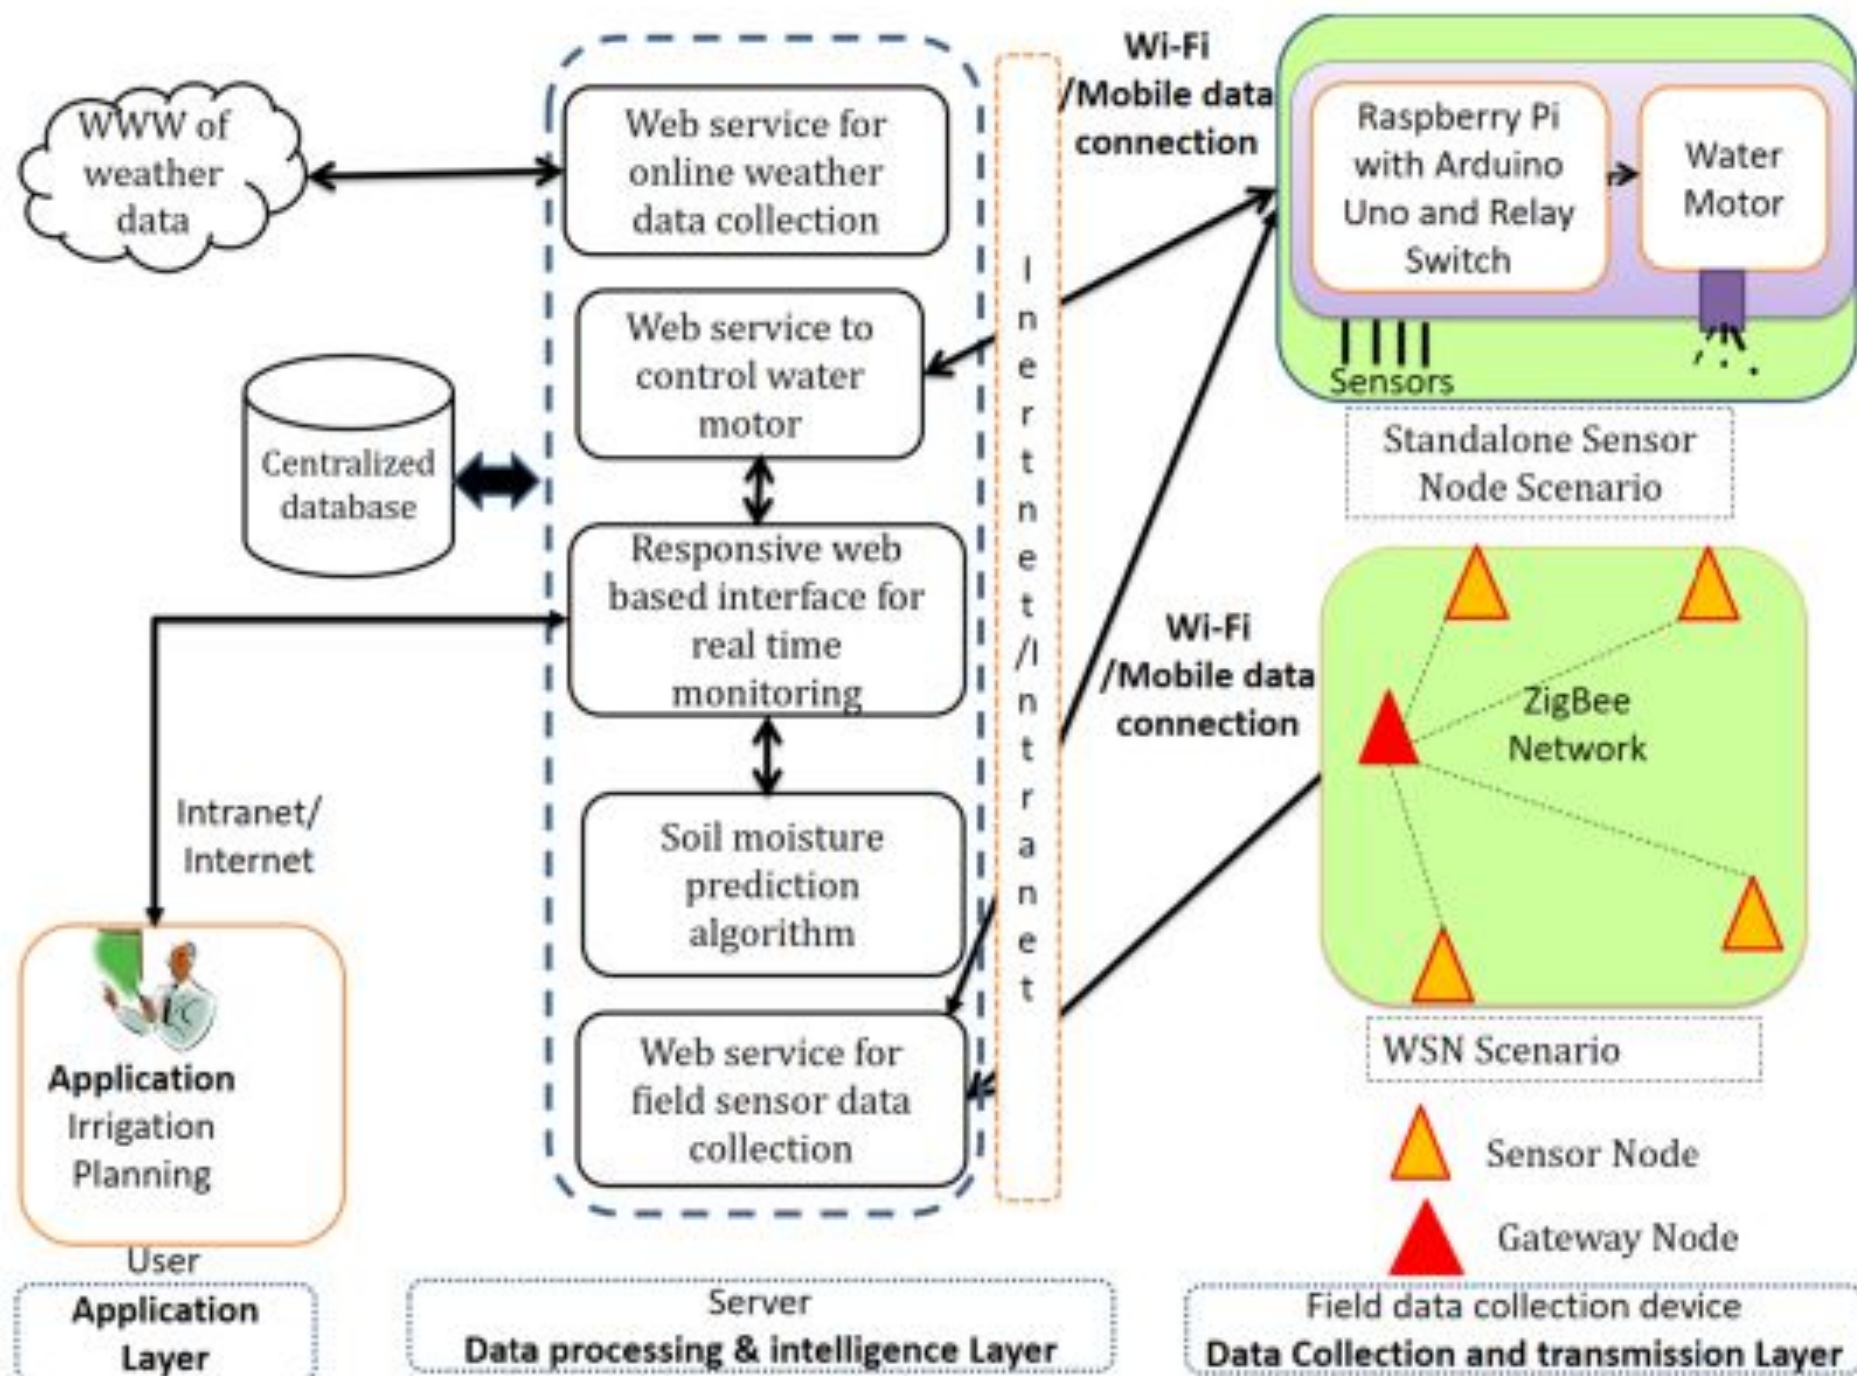 WWW of
weather
data
Web service for
online weather
data collection
Wi-Fi
/Mobile data
connection
Raspberry Pi
with Arduino
Uno and Relay
Switch
Water
Motor
Sensors
Standalone Sensor
Node Scenario
Web service to
control water
motor
Centralized
database
Responsive web
based interface for
real time
monitoring
Inertnet/Intranet
Wi-Fi
/Mobile data
connection
ZigBee
Network
Intranet/
Internet
Soil moisture
prediction
algorithm
Web service for
field sensor data
collection
WSN Scenario
Sensor Node
Gateway Node
Application
Irrigation
Planning
User
Application
Layer
Server
Data processing & intelligence Layer
Field data collection device
Data Collection and transmission Layer